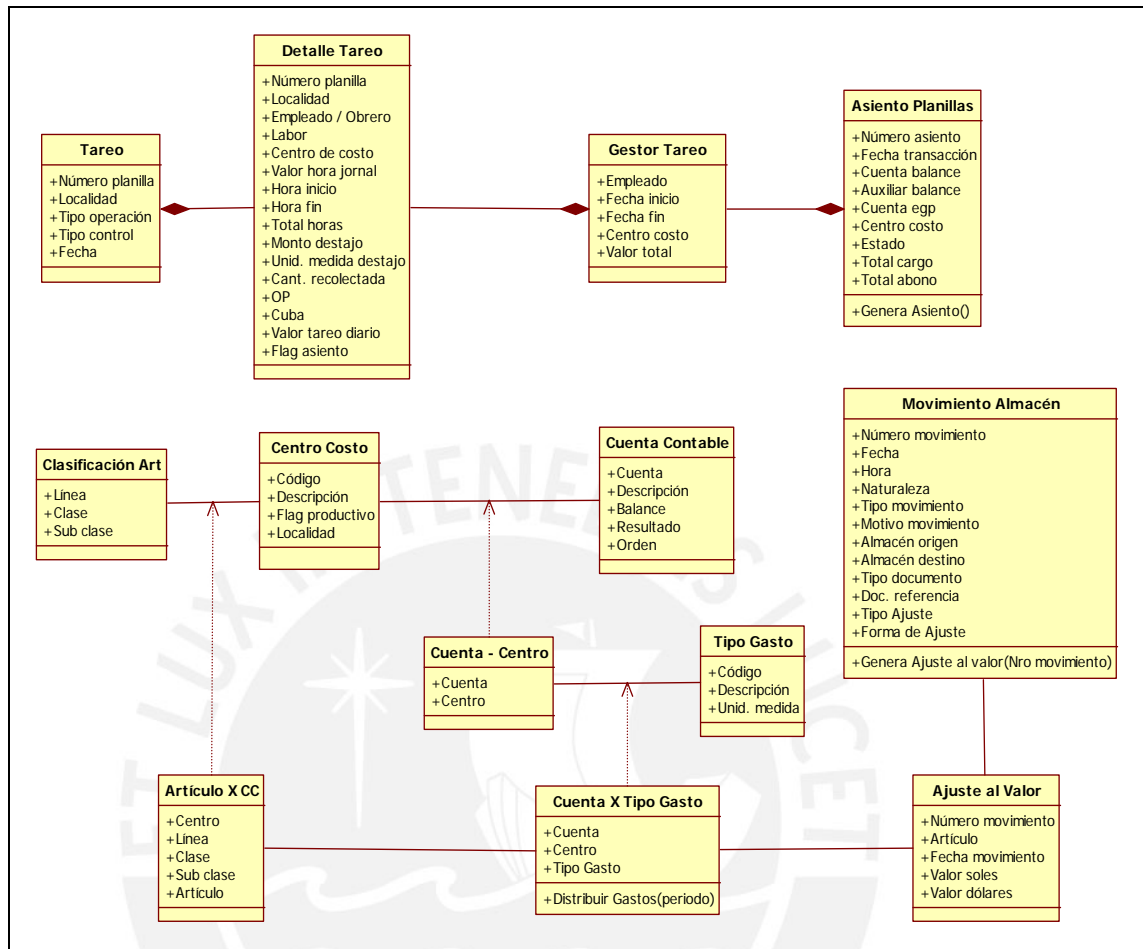 Tareo
+Número planilla
+Localidad
+Tipo operación
+Tipo control
+Fecha
Detalle Tareo
+Número planilla
+Localidad
+Empleado / Obrero
+Labor
+Centro de costo
+Valor hora jornal
+Hora inicio
+Hora fin
+Total horas
+Monto destajo
+Unid. medida destajo
+Cant. recolectada
+OP
+Cuba
+Valor tareo diario
+Flag asiento
Gestor Tareo
+Empleado
+Fecha inicio
+Fecha fin
+Centro costo
+Valor total
Asiento Planillas
+Número asiento
+Fecha transacción
+Cuenta balance
+Auxiliar balance
+Cuenta egp
+Centro costo
+Estado
+Total cargo
+Total abono
+Genera Asiento()
Clasificación Art
+Línea
+Clase
+Sub clase
Centro Costo
+Código
+Descripción
+Flag productivo
+Localidad
Cuenta Contable
+Cuenta
+Descripción
+Balance
+Resultado
+Orden
Movimiento Almacén
+Número movimiento
+Fecha
+Hora
+Naturaleza
+Tipo movimiento
+Motivo movimiento
+Almacén origen
+Almacén destino
+Tipo documento
+Doc. referencia
+Tipo Ajuste
+Forma de Ajuste
+Genera Ajuste al valor(Nro movimiento)
Cuenta - Centro
+Cuenta
+Centro
Tipo Gasto
+Código
+Descripción
+Unid. medida
Artículo X CC
+Centro
+Línea
+Clase
+Sub clase
+Artículo
Cuenta X Tipo Gasto
+Cuenta
+Centro
+Tipo Gasto
+Distribuir Gastos(periodo)
Ajuste al Valor
+Número movimiento
+Artículo
+Fecha movimiento
+Valor soles
+Valor dólares